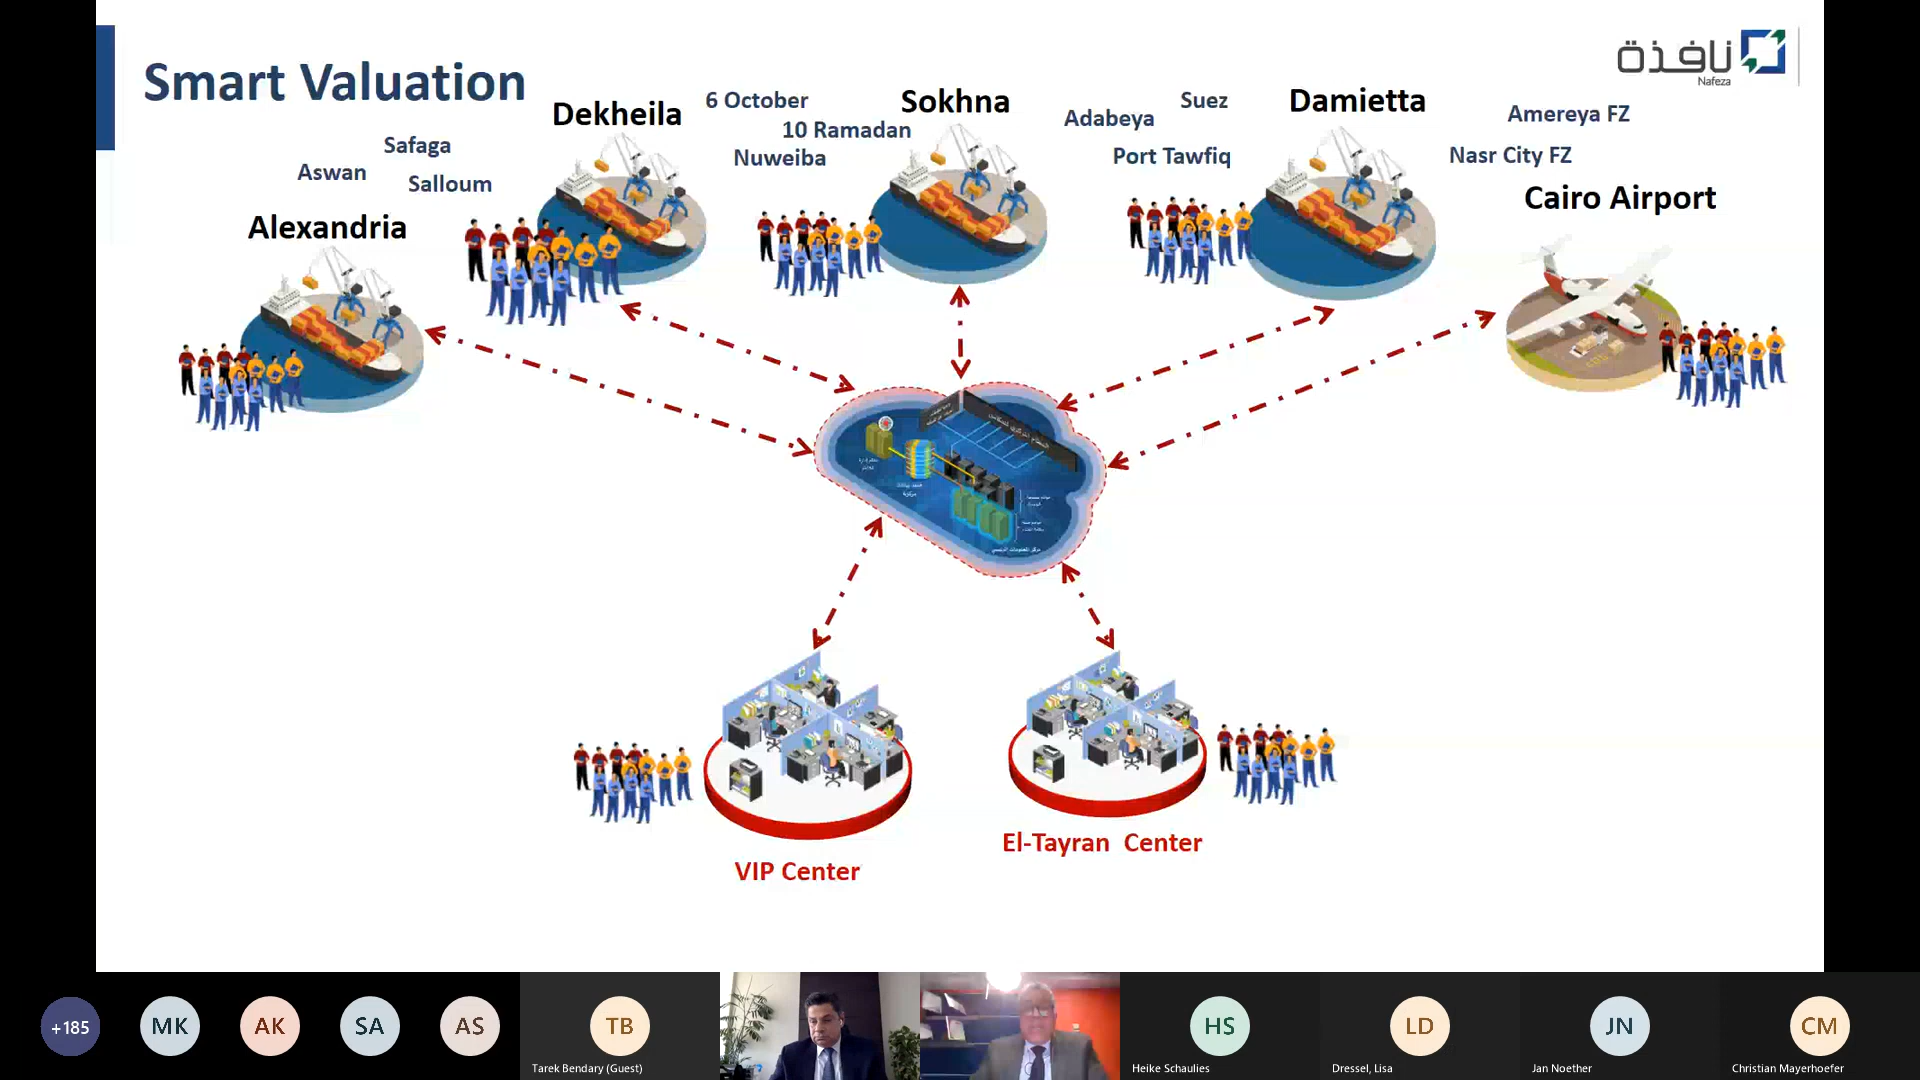 Smart Valuation
نافذة
Nafeza
Dekheila
6 October
10 Ramadan
Nuweiba
Sokhna
Adabeya
Suez
Port Tawfiq
Damietta
Amereya FZ
Nasr City FZ
Cairo Airport
Safaga
Aswan
Salloum
Alexandria
VIP Center
El-Tayran Center
+185
MK
AK
SA
AS
TB
Tarek Bendary (Guest)
HS
Heike Schaulies
LD
Dressel, Lisa
JN
Jan Noether
CM
Christian Mayerhoefer